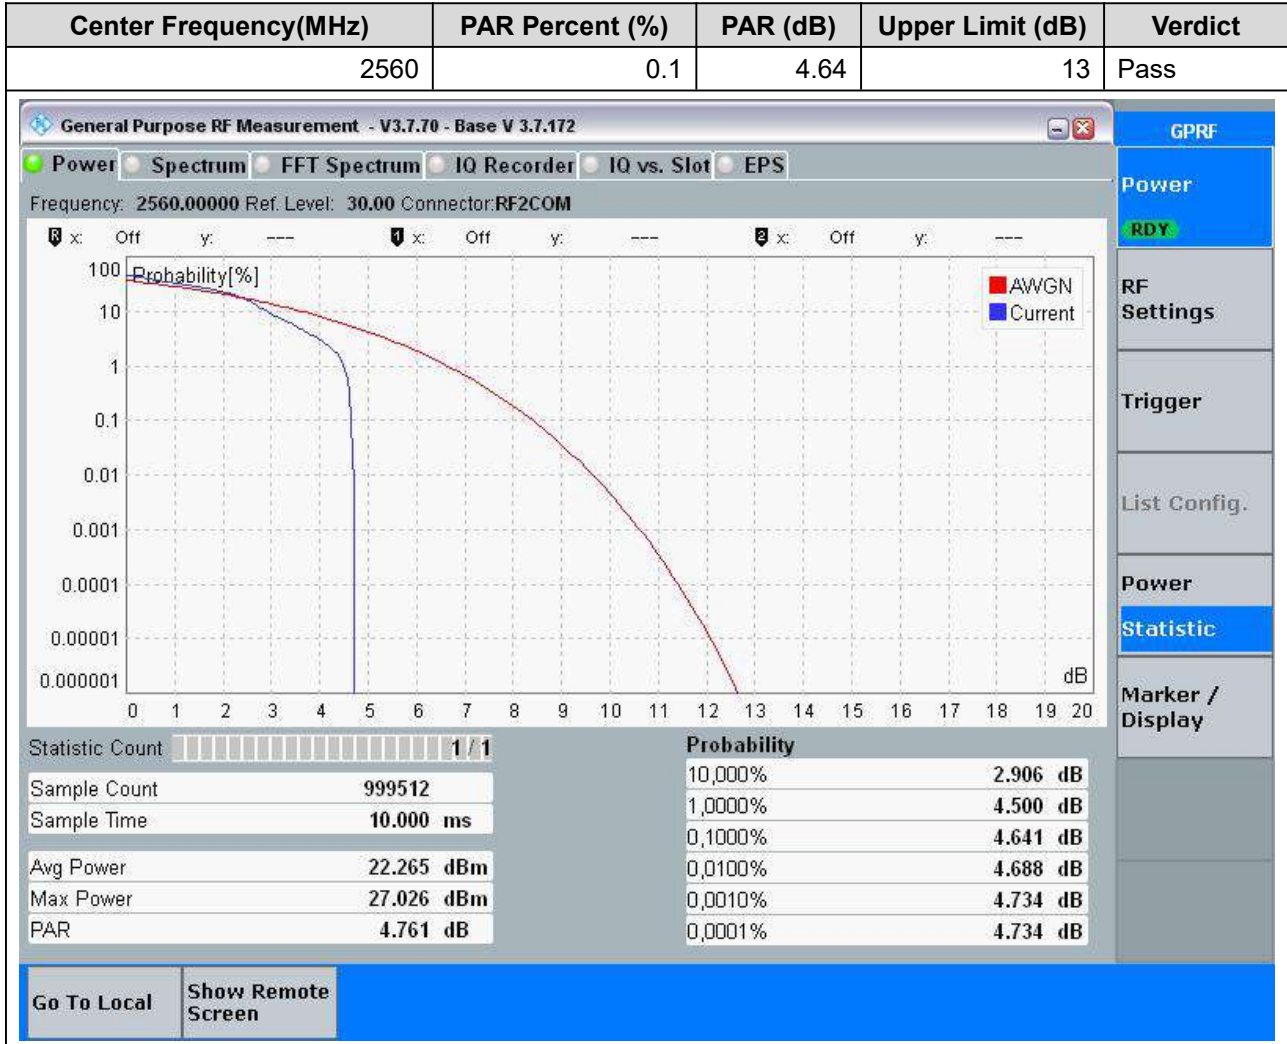 Center Frequency(MHz) PAR Percent (%) PAR (dB) Upper Limit (dB) Verdict
2560 0.1 4.64 13 Pass
General Purpose RF Measurement - V3.7.70 - Base V 3.7.172
GPRF
Power Spectrum FFT Spectrum IQ Recorder IQ vs. Slot EPS
Frequency: 2560.00000 Ref. Level: 30.00 Connector:RF2COM
R x: Off y: --- 1 x: Off y: --- 2 x: Off y: ---
Probability[%]
100
10
1
0.1
0.01
0.001
0.0001
0.00001
0.000001
AWGN
Current
dB
0 1 2 3 4 5 6 7 8 9 10 11 12 13 14 15 16 17 18 19 20
Statistic Count 1 / 1
Sample Count 999512
Sample Time 10.000 ms
Avg Power 22.265 dBm
Max Power 27.026 dBm
PAR 4.761 dB
Probability
10,000% 2.906 dB
1,0000% 4.500 dB
0,1000% 4.641 dB
0,0100% 4.688 dB
0,0010% 4.734 dB
0,0001% 4.734 dB
Power
RDY
RF
Settings
Trigger
List Config.
Power
Statistic
Marker /
Display
Go To Local
Show Remote
Screen